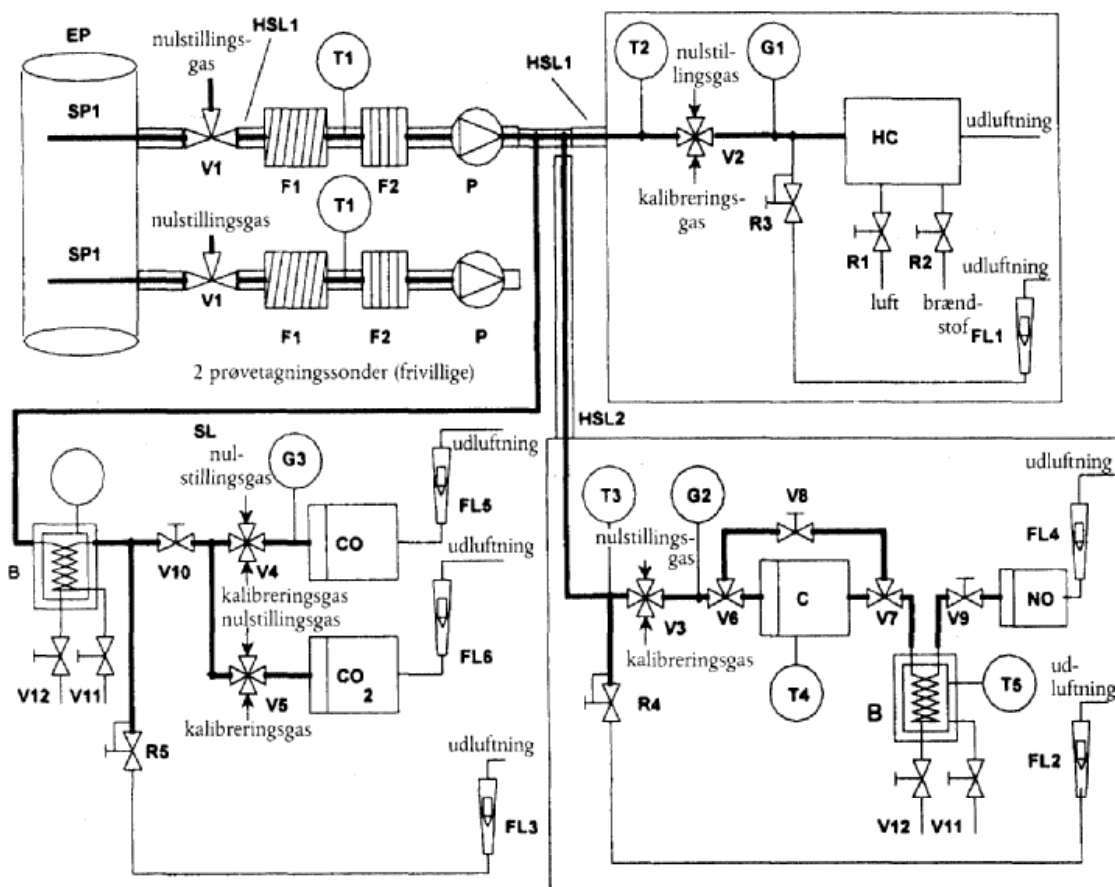 EP
nulstillings-
gas
HSL1
SP1
T1
V1
F1
F2
P
HSL1
nulstillingsgas
SP1
T1
V1
F1
F2
P
2 prøvetagningssonder (frivillige)
T2
nulstil-
lingsgas
G1
V2
kalibrerings-
gas
HC
udluftning
R3
R1
R2
luft
brænd-
stof
udluftning
FL1
HSL2
SL
nul-
stillingsgas
G3
udluftning
FL5
B
V10
V4
CO
udluftning
kalibreringsgas
nulstillingsgas
V12
V11
V5
CO
2
FL6
kalibreringsgas
R5
udluftning
FL3
T3
G2
nulstillingsgas
V8
udluftning
FL4
V3
V6
C
V7
V9
NO
kalibreringsgas
R4
T4
B
T5
ud-
luftning
FL2
V12
V11